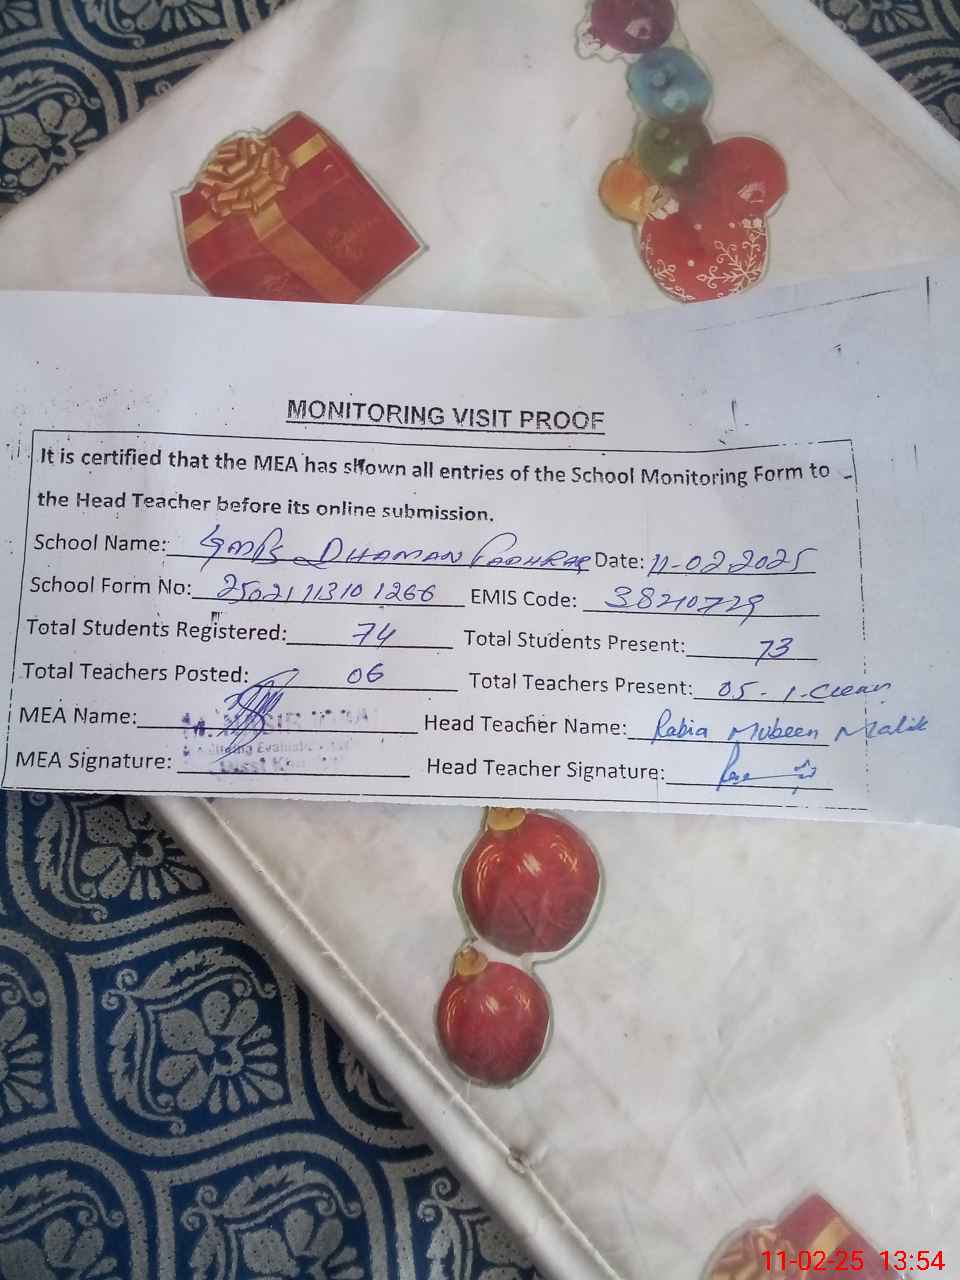 MONITORING VISIT PROOF
It is certified that the MEA has shown all entries of the School Monitoring Form to
the Head Teacher before its online submission.
School Name: GMPS DHAMAN Date: 11-02-2025
School Form No: 25021113101266 EMIS Code: 38210729
Total Students Registered: 74 Total Students Present: 73
Total Teachers Posted: 06 Total Teachers Present: 05 - 1-
MEA Name: Head Teacher Name: Rabia Mubeen Malik
MEA Signature: Head Teacher Signature:
11-02-25 13:54